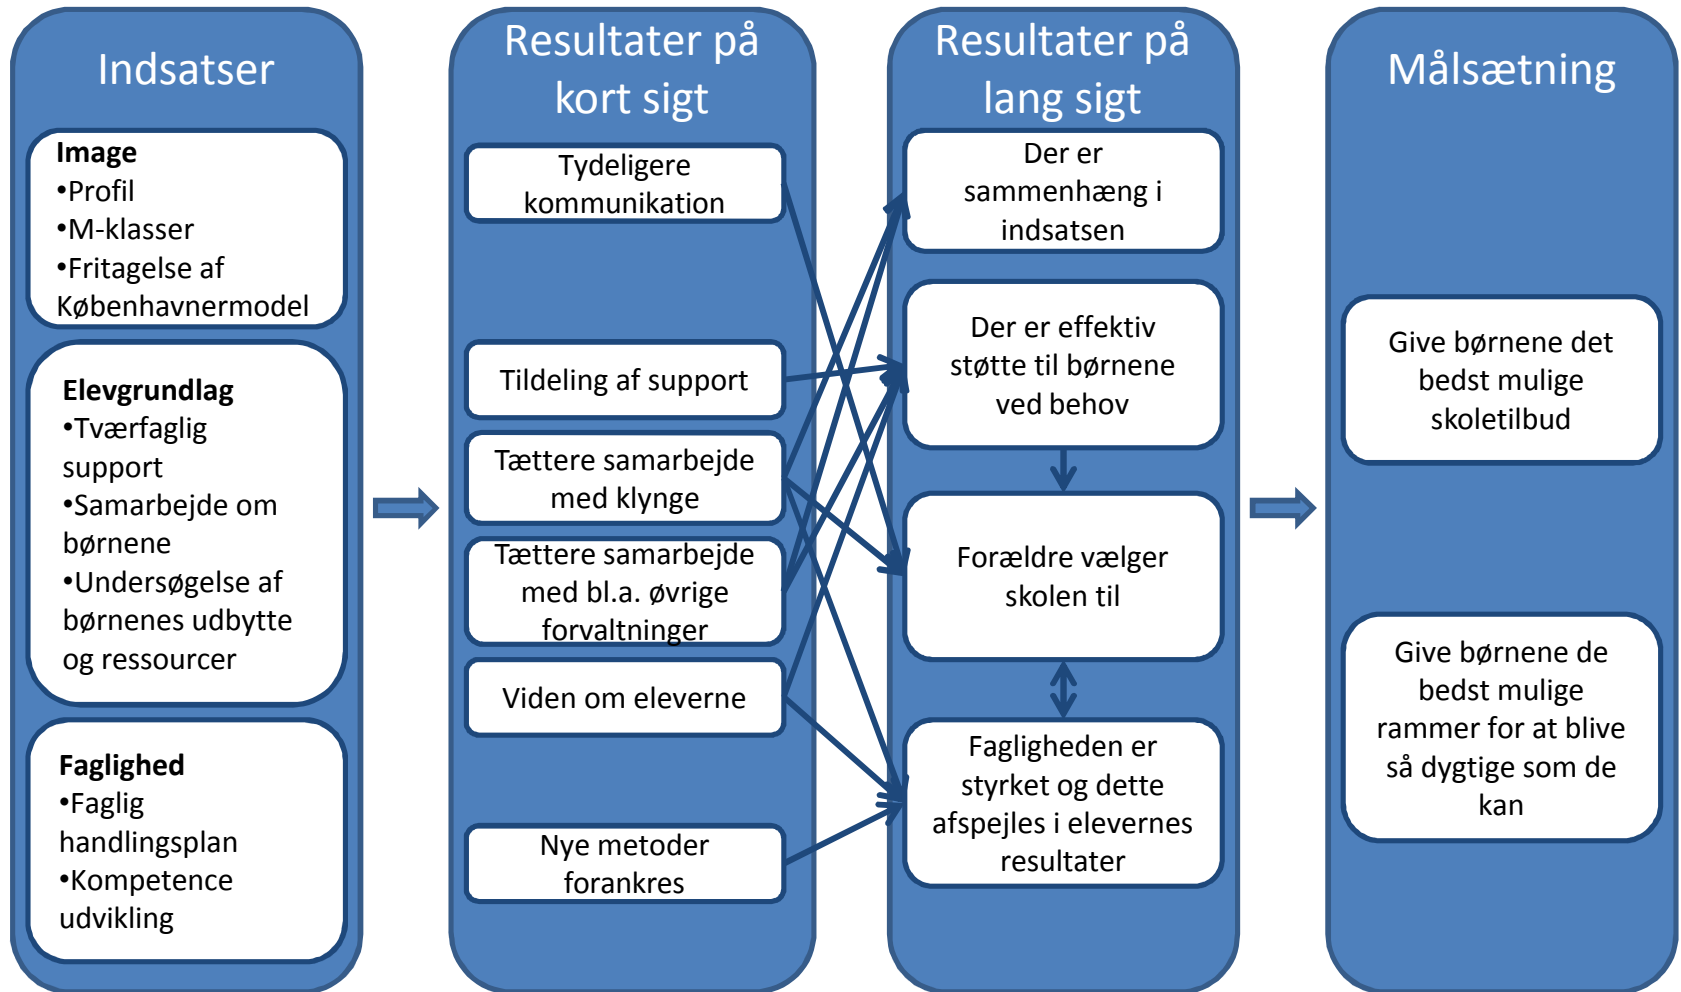 Indsatser
Image
•Profil
•M-klasser
•Fritagelse af
Københavnermodel
Elevgrundlag
•Tværfaglig
support
•Samarbejde om
børnene
•Undersøgelse af
børnenes udbytte
og ressourcer
Faglighed
•Faglig
handlingsplan
•Kompetence
udvikling
Resultater på
kort sigt
Tydeligere
kommunikation
Tildeling af support
Tættere samarbejde
med klynge
Tættere samarbejde
med bl.a. øvrige
forvaltninger
Viden om eleverne
Nye metoder
forankres
Resultater på
lang sigt
Der er
sammenhæng i
indsatsen
Der er effektiv
støtte til børnene
ved behov
Forældre vælger
skolen til
Fagligheden er
styrket og dette
afspejles i elevernes
resultater
Målsætning
Give børnene det
bedst mulige
skoletilbud
Give børnene de
bedst mulige
rammer for at blive
så dygtige som de
kan